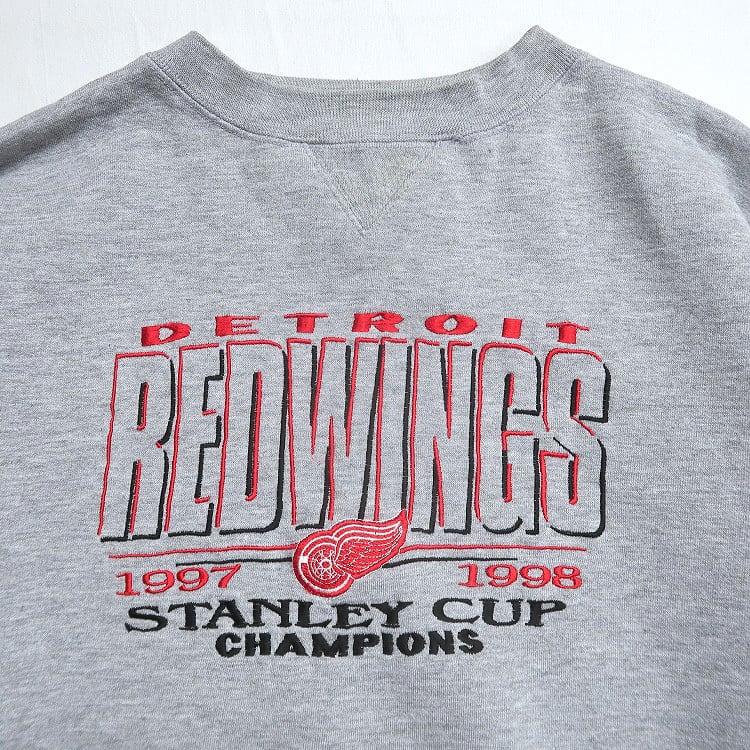 DETROIT
REDWINGS
1997 1998
STANLEY CUP
CHAMPIONS